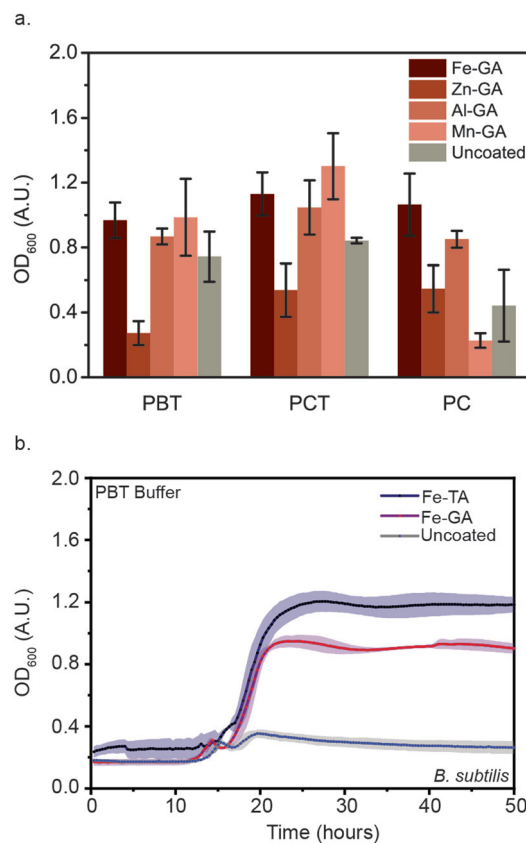 a.
2.0
1.6
1.2
0.8
0.4
0.0
OD600 (A.U.)
Fe-GA
Zn-GA
Al-GA
Mn-GA
Uncoated
PBT PCT PC
b.
2.0
1.6
1.2
0.8
0.4
0.0
OD600 (A.U.)
PBT Buffer
Fe-TA
Fe-GA
Uncoated
B. subtilis
0 10 20 30 40 50
Time (hours)